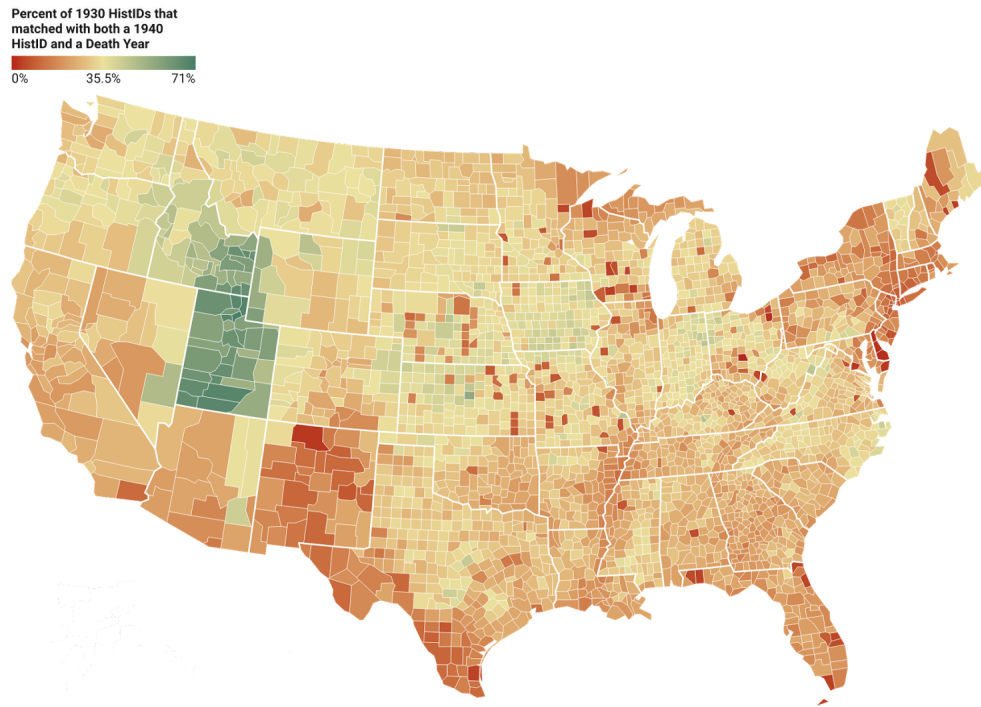 Percent of 1930 HistIDs that
matched with both a 1940
HistID and a Death Year
0% 35.5% 71%